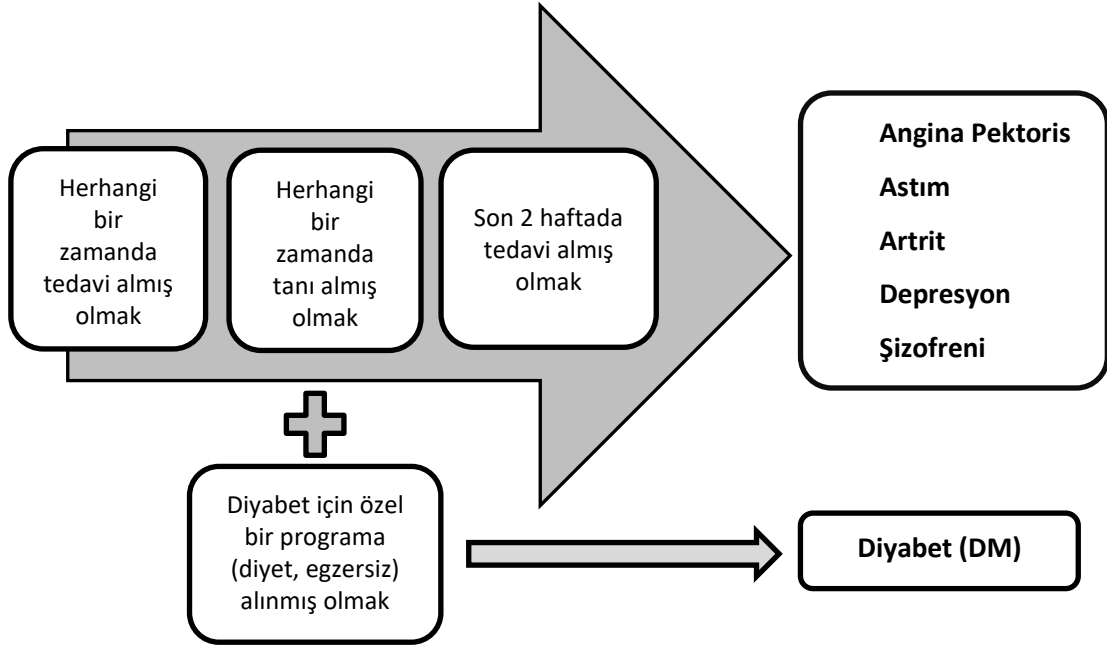 Herhangi
bir
zamanda
tedavi almış
olmak
Herhangi
bir
zamanda
tanı almış
olmak
Son 2 haftada
tedavi almış
olmak
Angina Pektoris
Astım
Artrit
Depresyon
Şizofreni
Diyabet için özel
bir programa
(diyet, egzersiz)
alınmış olmak
Diyabet (DM)